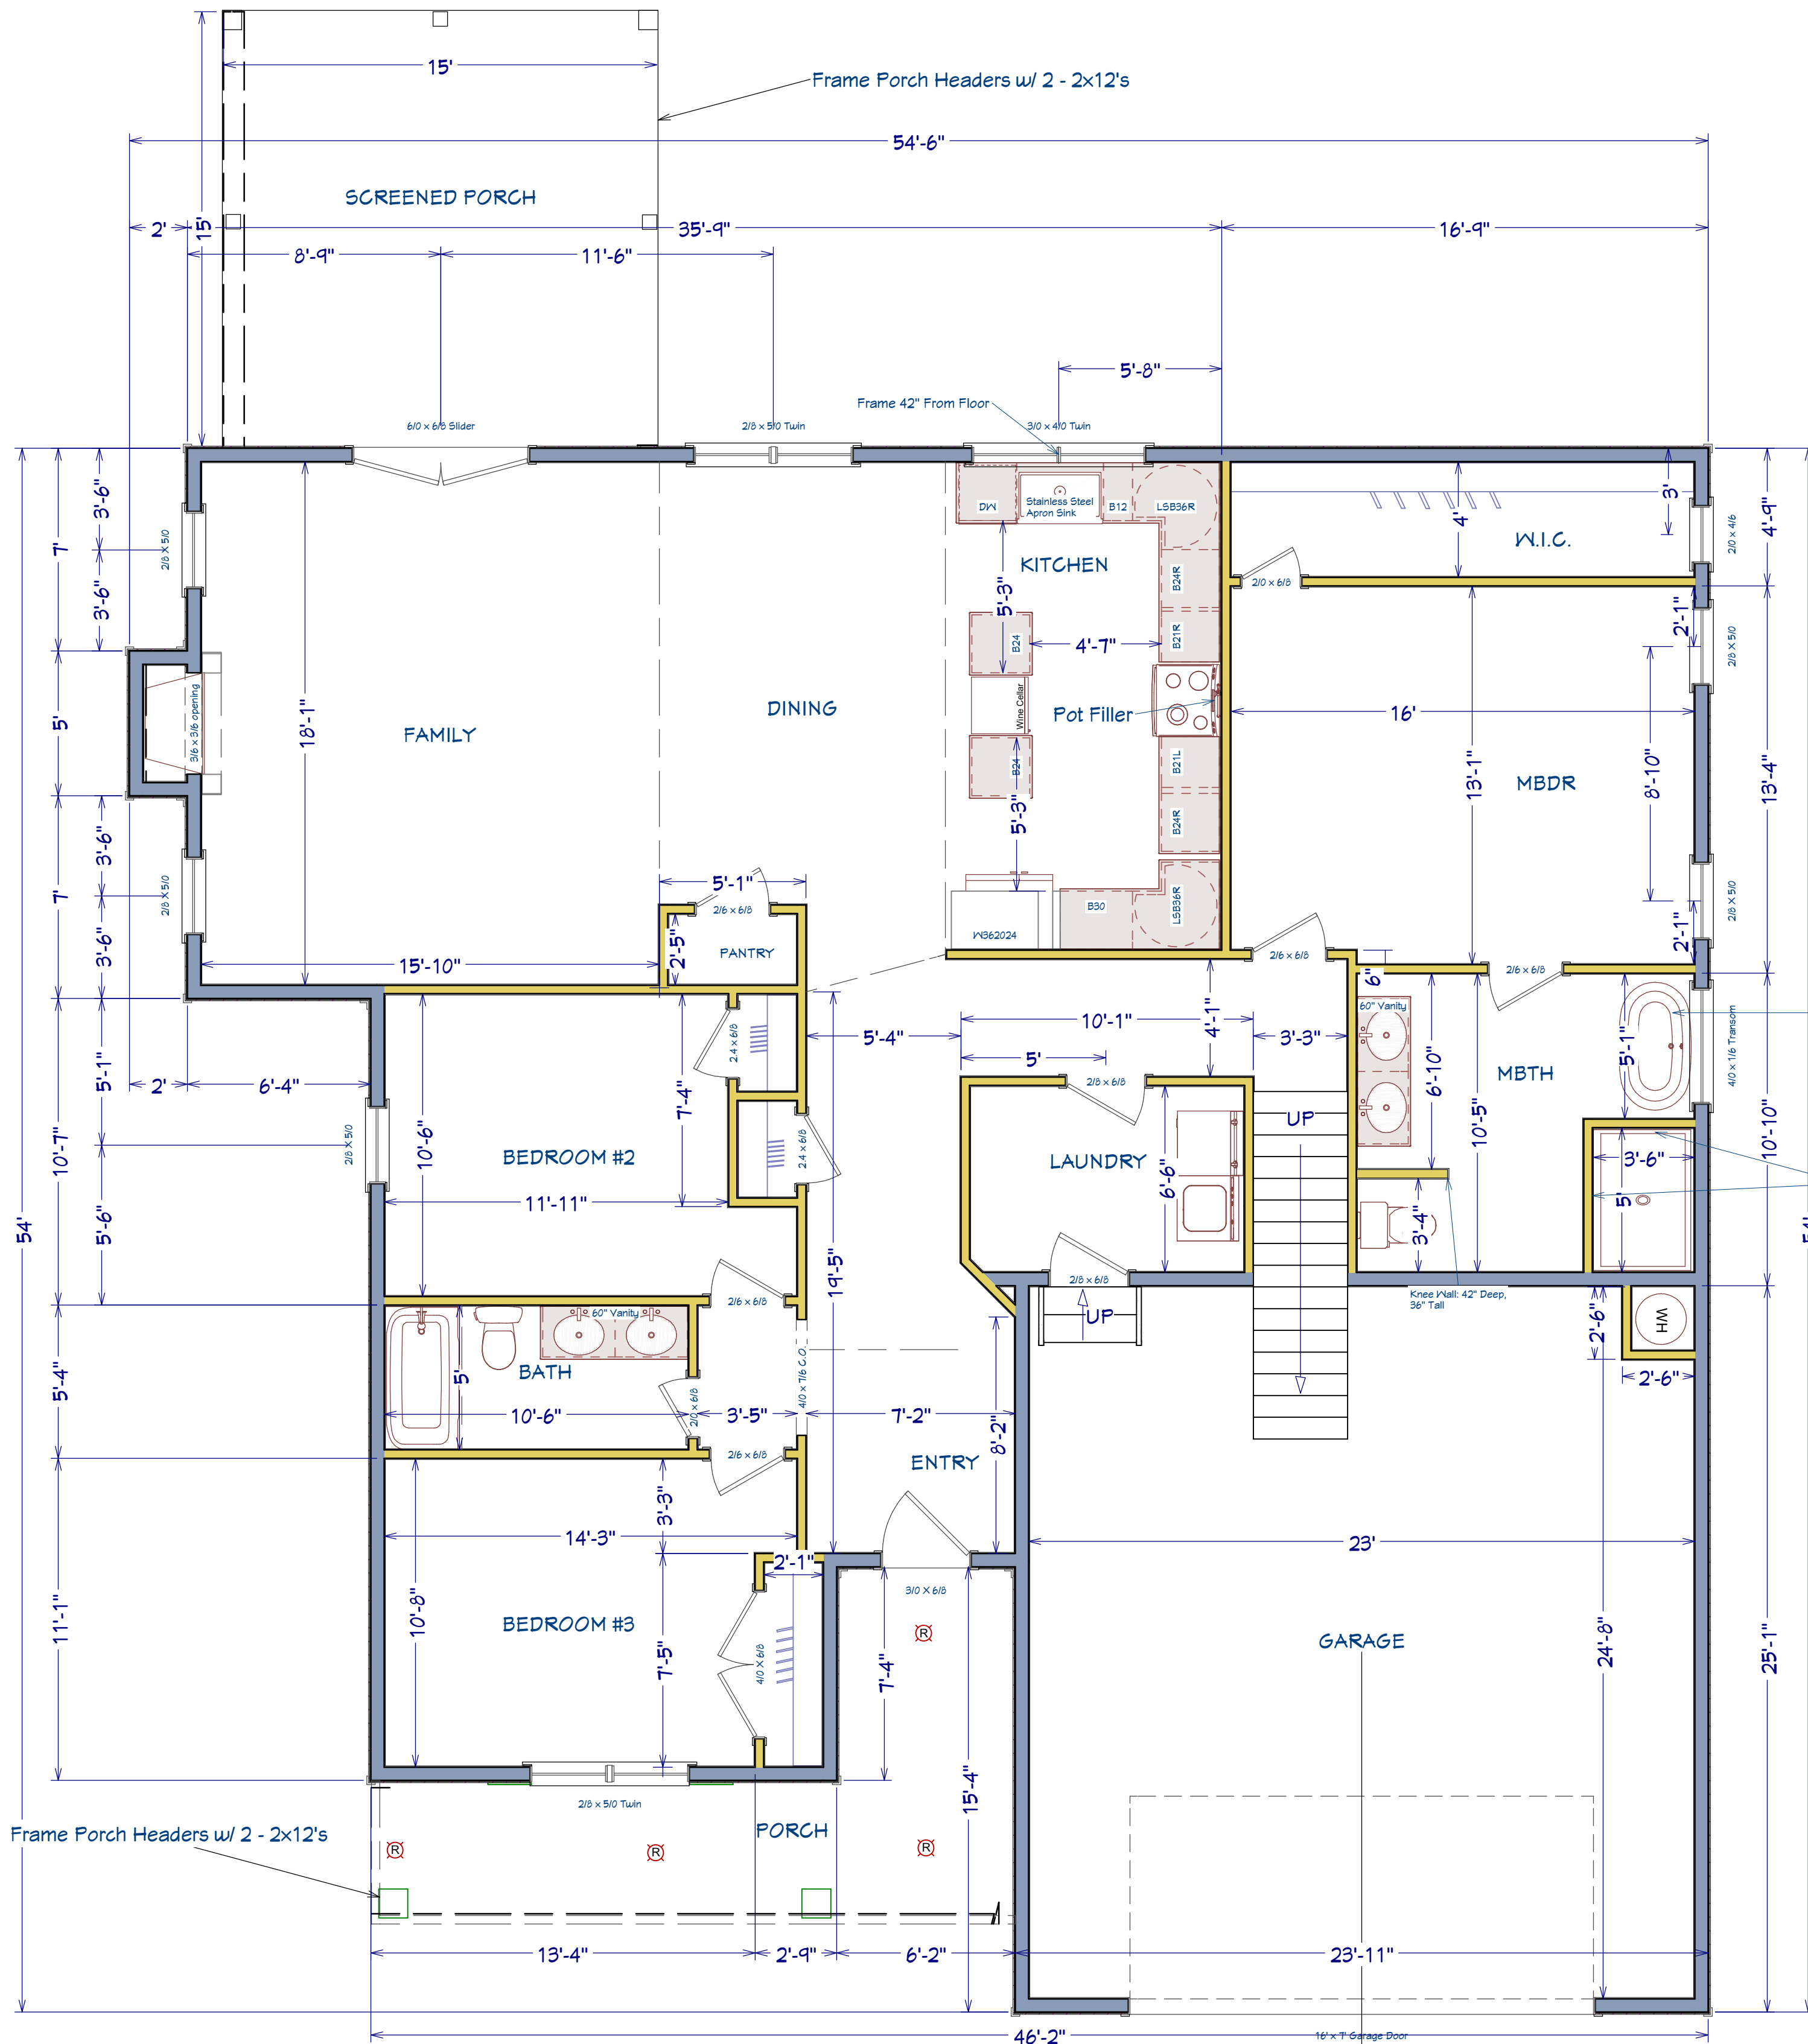 15'
Frame Porch Headers w/ 2 - 2x12's
54'-6"
SCREENED PORCH
2'
15'
35'-9"
16'-9"
8'-9"
11'-6"
5'-8"
Frame 42" From Floor
6/0 x 6/8 Slider
2/8 x 5/0 Twin
3/0 x 4/0 Twin
3'-6"
7'
3'-6"
2/8 X 5/0
DW
Stainless Steel
Apron Sink
B12
LSB36R
4'
3'
4'-9"
2/0 x 4/6
W.I.C.
KITCHEN
2/0 x 6/8
B24R
5'-3"
B24
4'-7"
B21R
2'-1"
2/8 X 5/0
5'
3/6 x 3/6 opening
18'-1"
FAMILY
DINING
Wine Cellar
Pot Filler
16'
B24
B21L
13'-1"
8'-10"
13'-4"
MBDR
5'-3"
B24R
3'-6"
7'
3'-6"
2/8 X 5/0
5'-1"
2/6 x 6/8
B30
LSB36R
W362024
2/8 X 5/0
2'-1"
2'-5"
PANTRY
15'-10"
2/6 x 6/8
6"
2/6 x 6/8
60" Vanity
5'-1"
10'-7"
5'-6"
2'
6'-4"
2.4 x 6/8
5'-4"
10'-1"
4'-1"
3'-3"
5'
2/8 x 6/8
6'-10"
5'-1"
4/0 x 1/6 Transom
MBTH
7'-4"
10'-6"
UP
10'-5"
10'-10"
2/8 X 5/0
BEDROOM #2
2.4 x 6/8
LAUNDRY
6'-6"
3'-6"
5'
11'-11"
3'-4"
54'
54'
19'-5"
2/8 x 6/8
2/6 x 6/8
UP
Knee Wall: 42" Deep,
36" Tall
2'-6"
WH
60" Vanity
BATH
5'
5'-4"
10'-6"
2/0 x 6/8
3'-5"
4/0 x 7/6 C.O.
7'-2"
8'-2"
2'-6"
2/6 x 6/8
ENTRY
3'-3"
14'-3"
2'-1"
23'
3/0 X 6/8
11'-1"
10'-8"
BEDROOM #3
7'-5"
4/0 X 6/8
7'-4"
R
GARAGE
24'-8"
25'-1"
15'-4"
2/8 x 5/0 Twin
PORCH
Frame Porch Headers w/ 2 - 2x12's
R
R
R
13'-4"
2'-9"
6'-2"
23'-11"
46'-2"
16' x 7' Garage Door